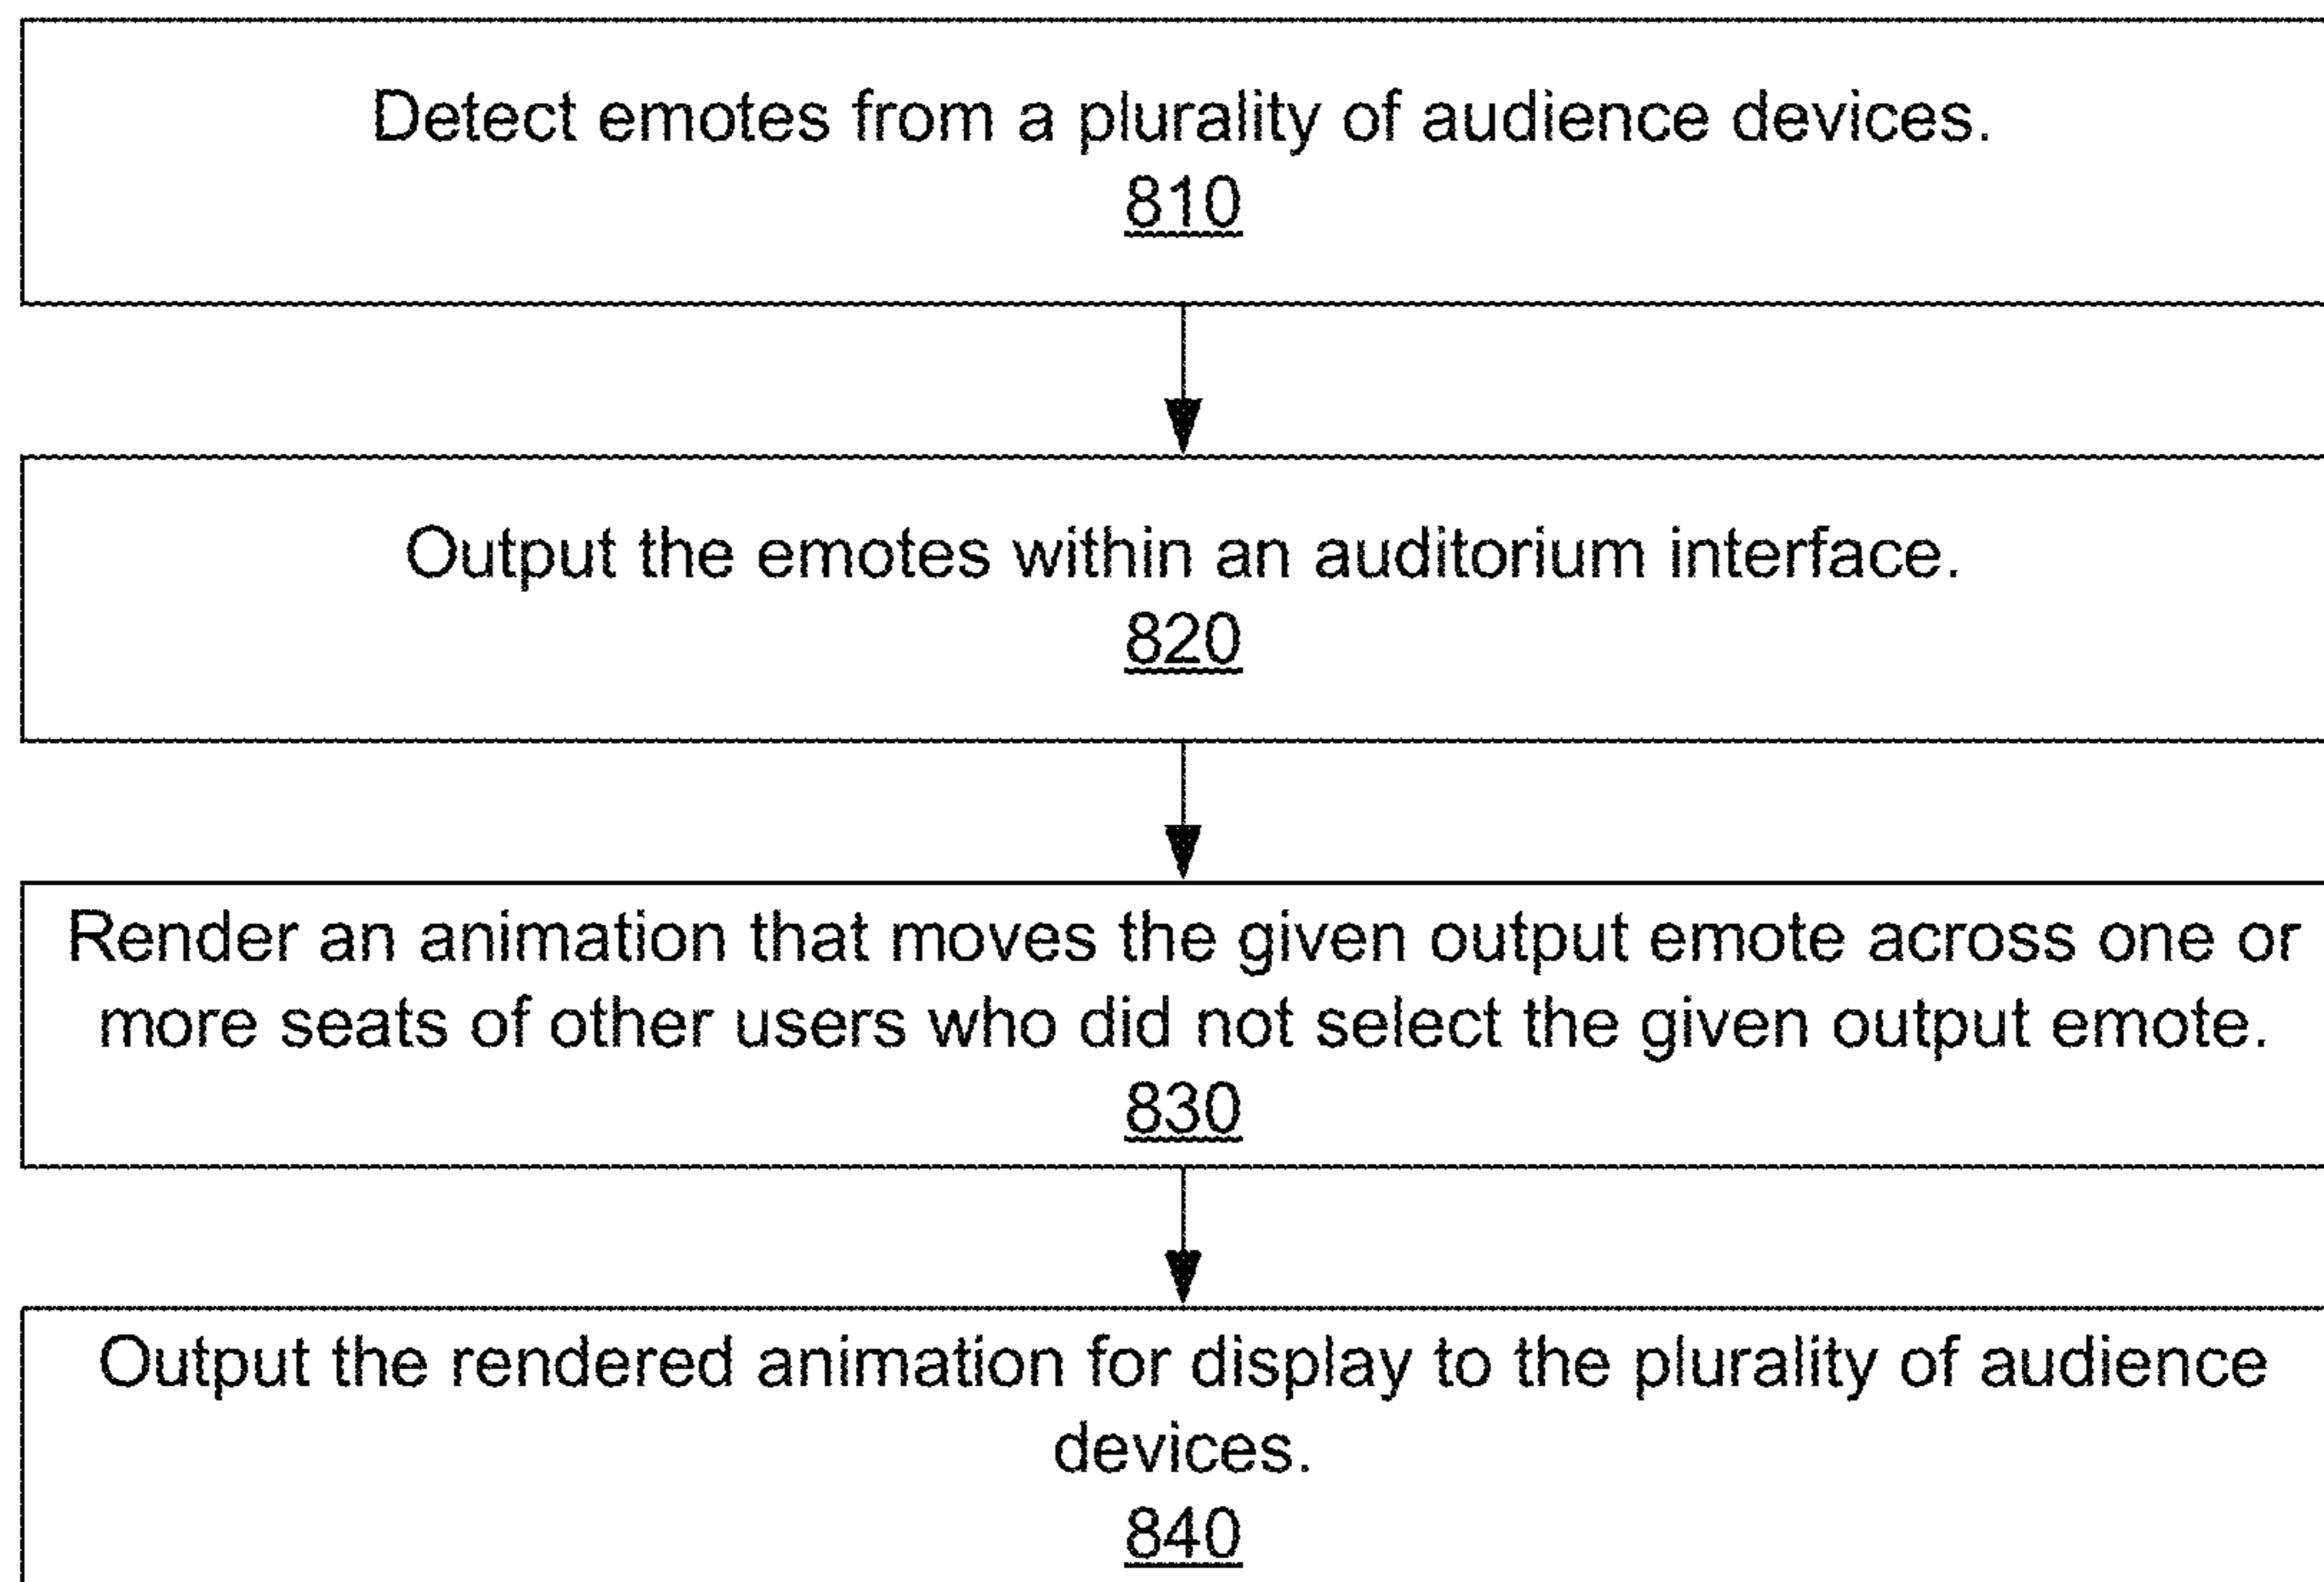 Detect emotes from a plurality of audience devices.
810
Output the emotes within an auditorium interface.
820
Render an animation that moves the given output emote across one or
more seats of other users who did not select the given output emote.
830
Output the rendered animation for display to the plurality of audience
devices.
840